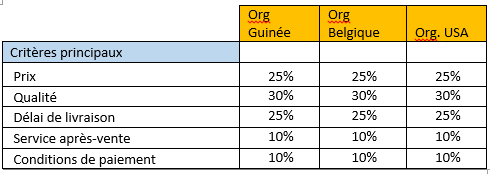 Org Org
Guinée Belgique Org. USA
Critères principaux
Prix 25% 25% 25%
Qualité 30% 30% 30%
Délai de livraison 25% 25% 25%
Service après-vente 10% 10% 10%
Conditions de paiement 10% 10% 10%